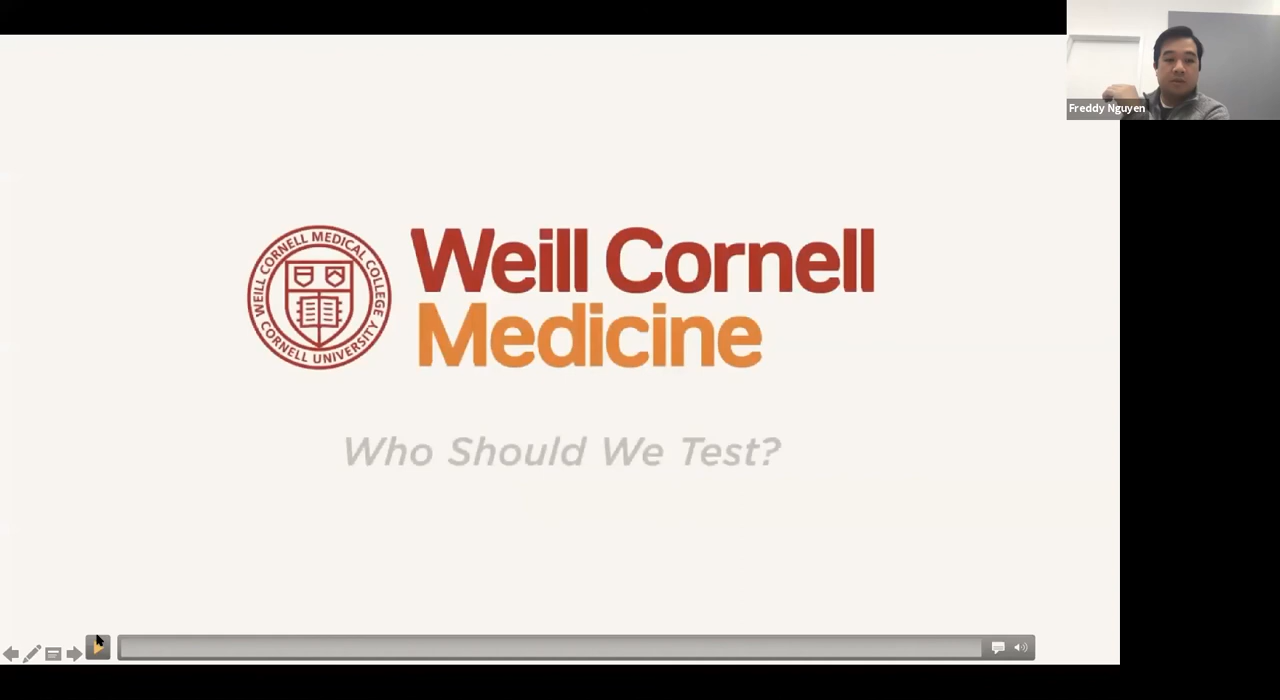 Freddy Nguyen
WEILL CORNELL MEDICAL COLLEGE
CORNELL UNIVERSITY
Weill Cornell
Medicine
Who Should We Test?